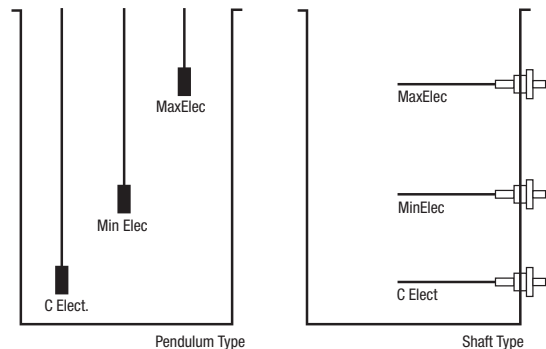 MaxElec
Min Elec
C Elect.
Pendulum Type
MaxElec
MinElec
C Elect
Shaft Type